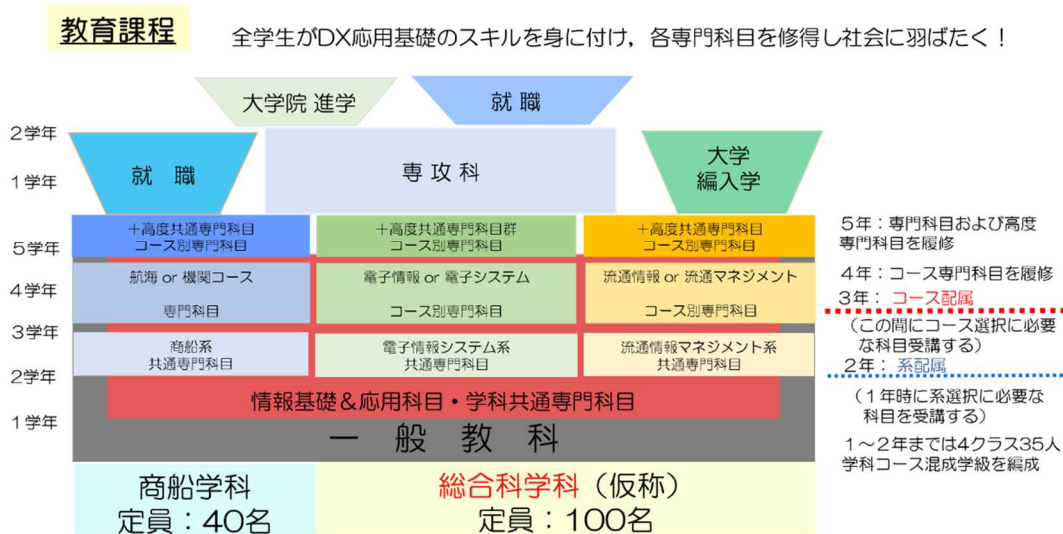 教育課程
全学生がDX応用基礎のスキルを身に付け，各専門科目を修得し社会に羽ばたく！
大学院 進学
就 職
2学年
1学年
就 職
専 攻 科
大学
編入学
5学年
＋高度共通専門科目
コース別専門科目
＋高度共通専門科目群
コース別専門科目
＋高度共通専門科目
コース別専門科目
4学年
航海 or 機関コース
専門科目
電子情報 or 電子システム
コース別専門科目
流通情報 or 流通マネジメント
コース別専門科目
3学年
商船系
共通専門科目
電子情報システム系
共通専門科目
流通情報マネジメント系
共通専門科目
2学年
情報基礎＆応用科目・学科共通専門科目
1学年
一 般 教 科
商船学科
定員：40名
総合科学科（仮称）
定員：100名
5年：専門科目および高度
専門科目を履修
4年：コース専門科目を履修
3年： コース配属
（この間にコース選択に必要
な科目受講する）
2年： 系配属
（1年時に系選択に必要な
科目を受講する）
1～2年までは4クラス35人
学科コース混成学級を編成